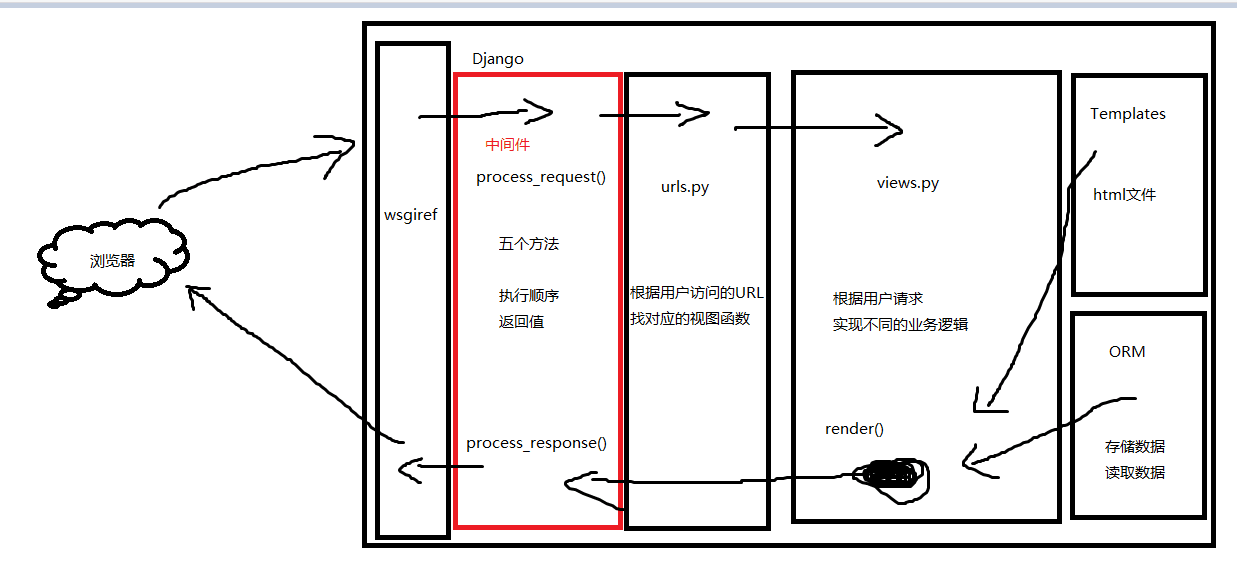 浏览器
wsgiref
Django
中间件
process_request()
五个方法
执行顺序
返回值
process_response()
urls.py
根据用户访问的URL
找对应的视图函数
views.py
根据用户请求
实现不同的业务逻辑
render()
Templates
html文件
ORM
存储数据
读取数据